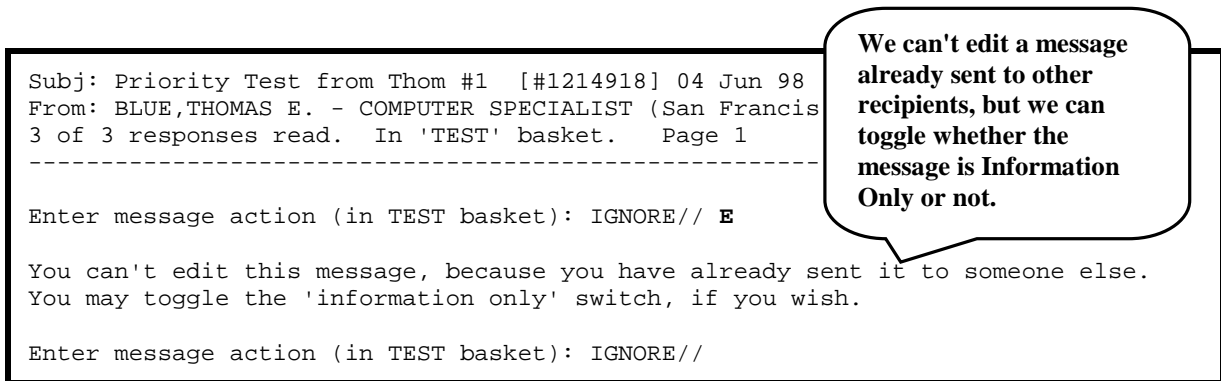 We can't edit a message
already sent to other
recipients, but we can
toggle whether the
message is Information
Only or not.
Subj: Priority Test from Thom #1 [#1214918] 04 Jun 98
From: BLUE,THOMAS E. - COMPUTER SPECIALIST (San Francis
3 of 3 responses read. In 'TEST' basket. Page 1
-------------------------------------------------------
Enter message action (in TEST basket): IGNORE// E
You can't edit this message, because you have already sent it to someone else.
You may toggle the 'information only' switch, if you wish.
Enter message action (in TEST basket): IGNORE//